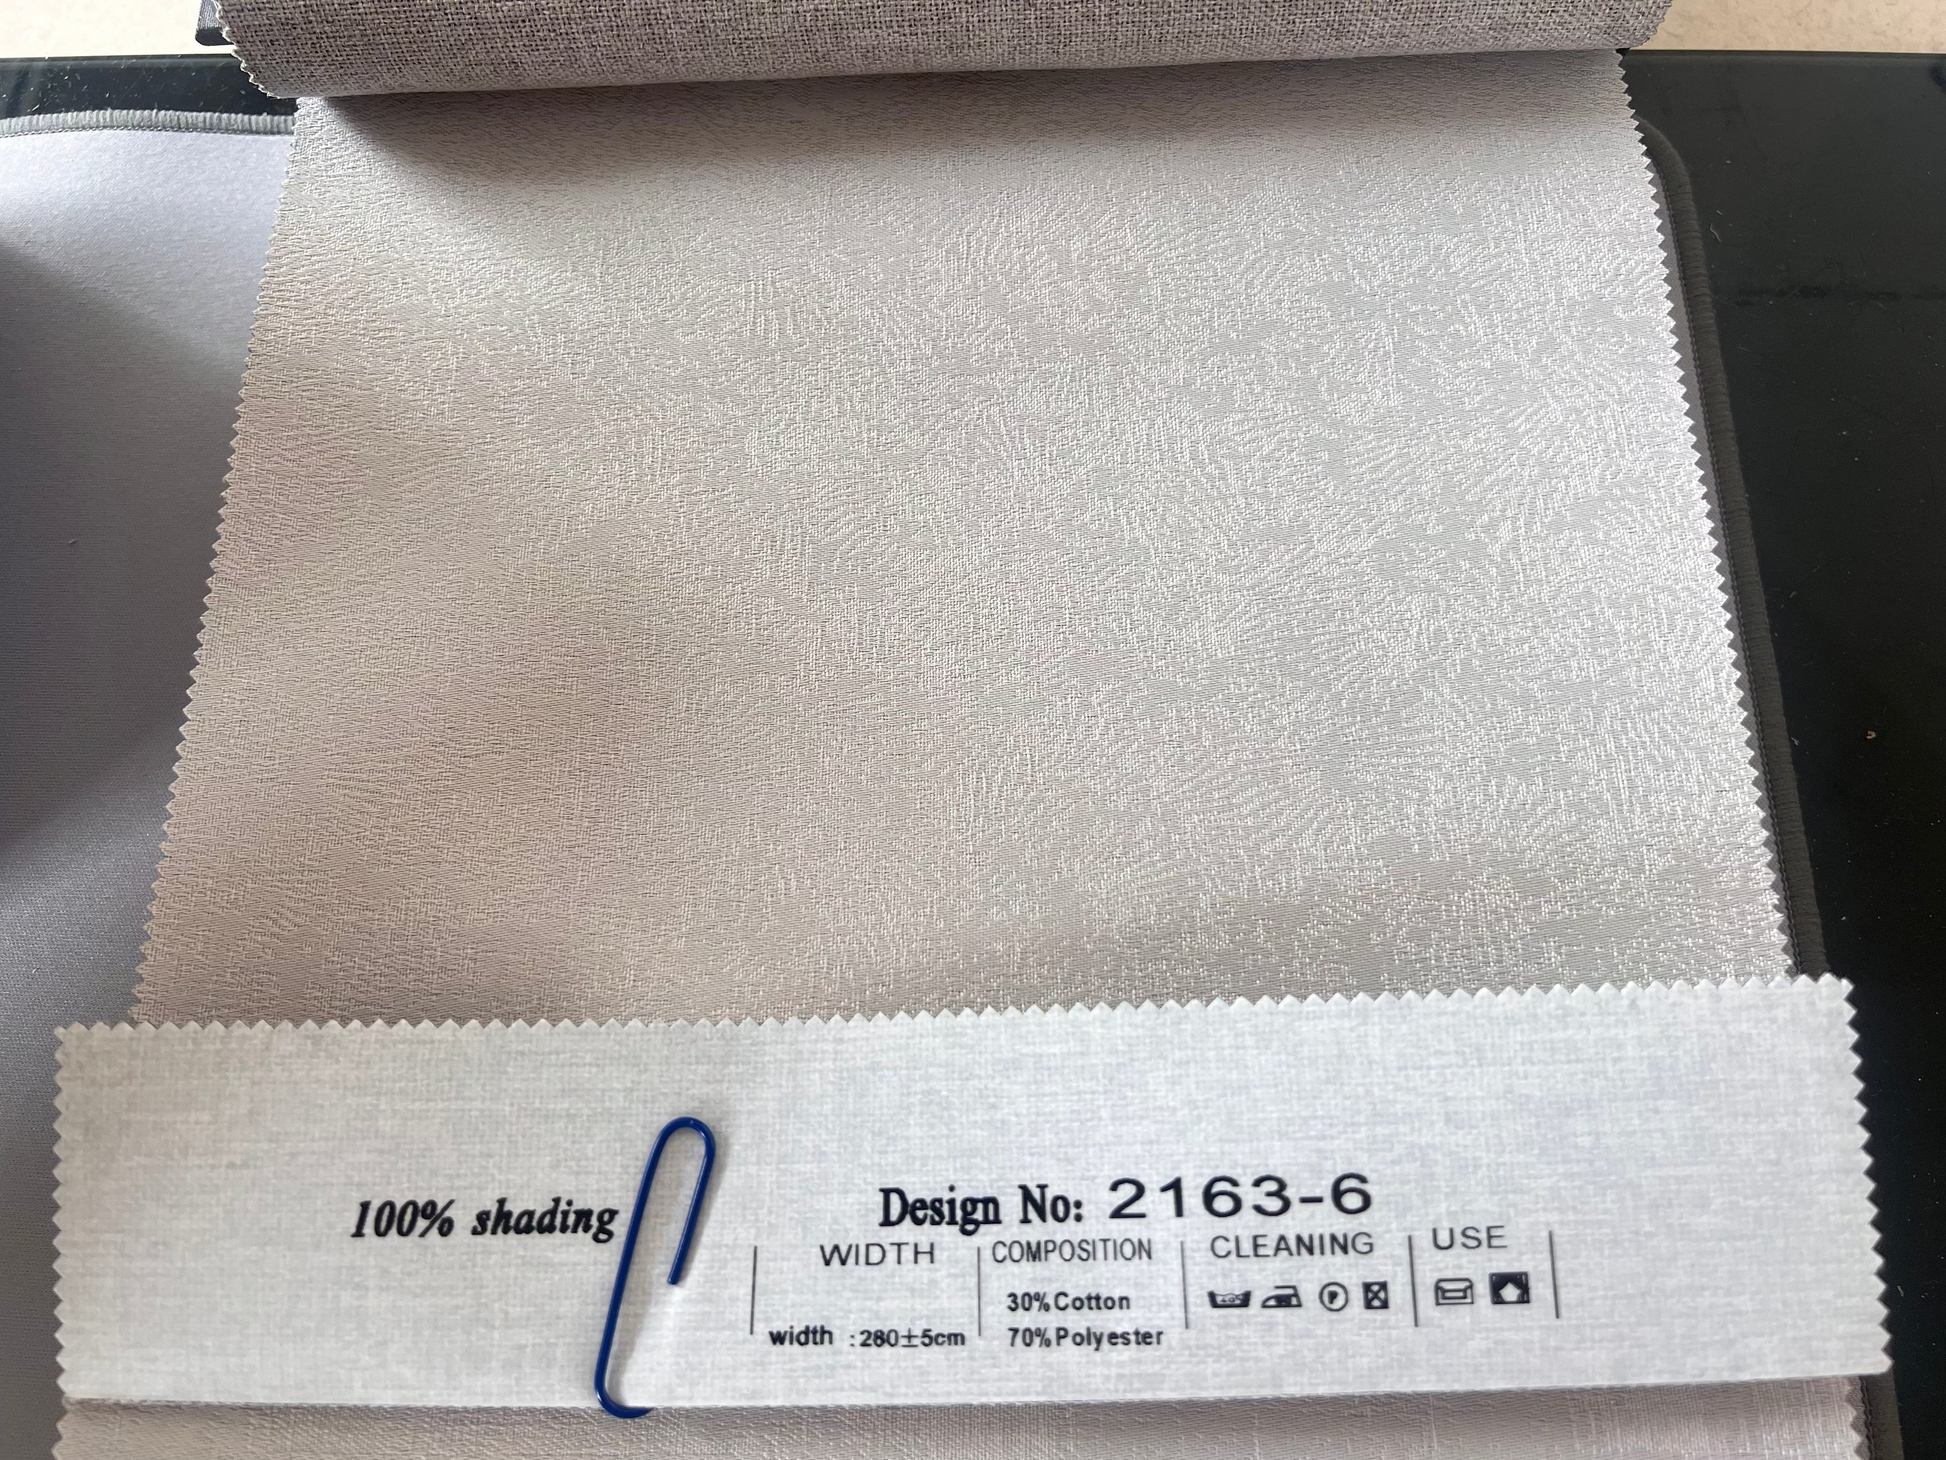 100% shading
Design No: 2163-6
WIDTH
width :280±5cm
COMPOSITION
30%Cotton
70%Polyester
CLEANING
P
USE